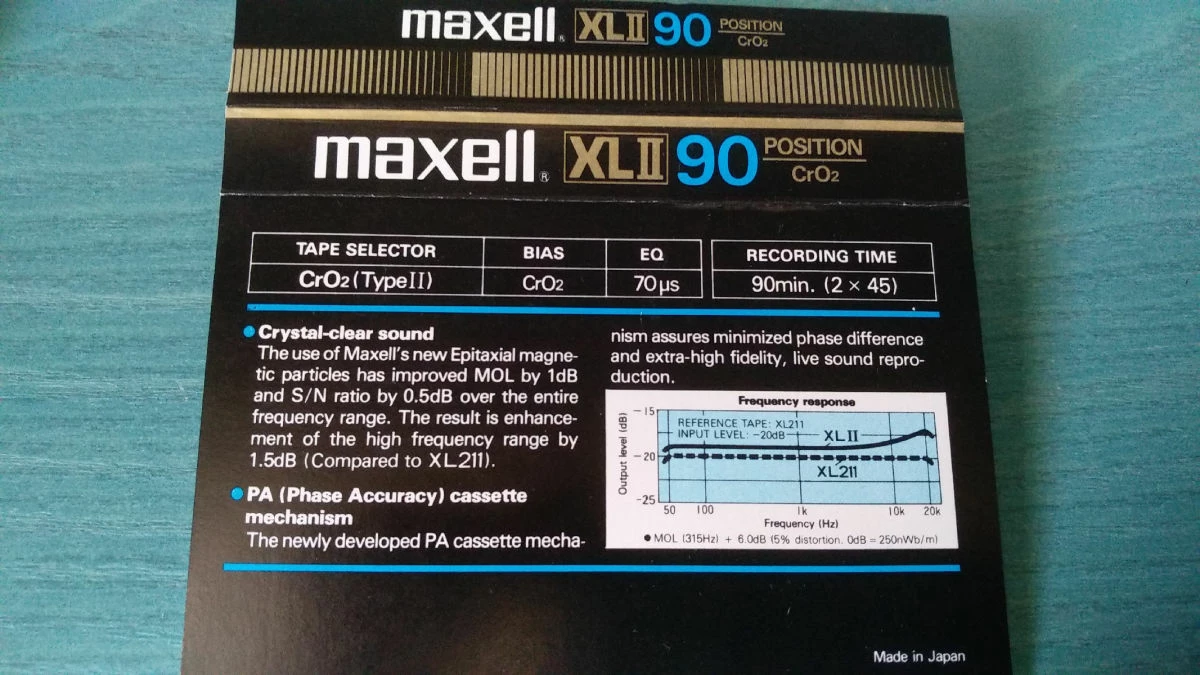 maxell® XLII 90 POSITION CrO2
maxell® XLII 90 POSITION CrO2
TAPE SELECTOR BIAS EQ RECORDING TIME
CrO2 (TypeII) CrO2 70μs 90min. (2 × 45)
• Crystal-clear sound
The use of Maxell's new Epitaxial magne-
tic particles has improved MOL by 1dB
and S/N ratio by 0.5dB over the entire
frequency range. The result is enhance-
ment of the high frequency range by
1.5dB (Compared to XL211).
• PA (Phase Accuracy) cassette
mechanism
The newly developed PA cassette mecha-
nism assures minimized phase difference
and extra-high fidelity, live sound repro-
duction.
Frequency response
Output level (dB)
-15
-20
-25
REFERENCE TAPE: XL211
INPUT LEVEL: -20dB
XLII
XL211
50 100 1k 10k 20k
Frequency (Hz)
• MOL (315Hz) + 6.0dB (5% distortion. 0dB = 250nWb/m)
Made in Japan